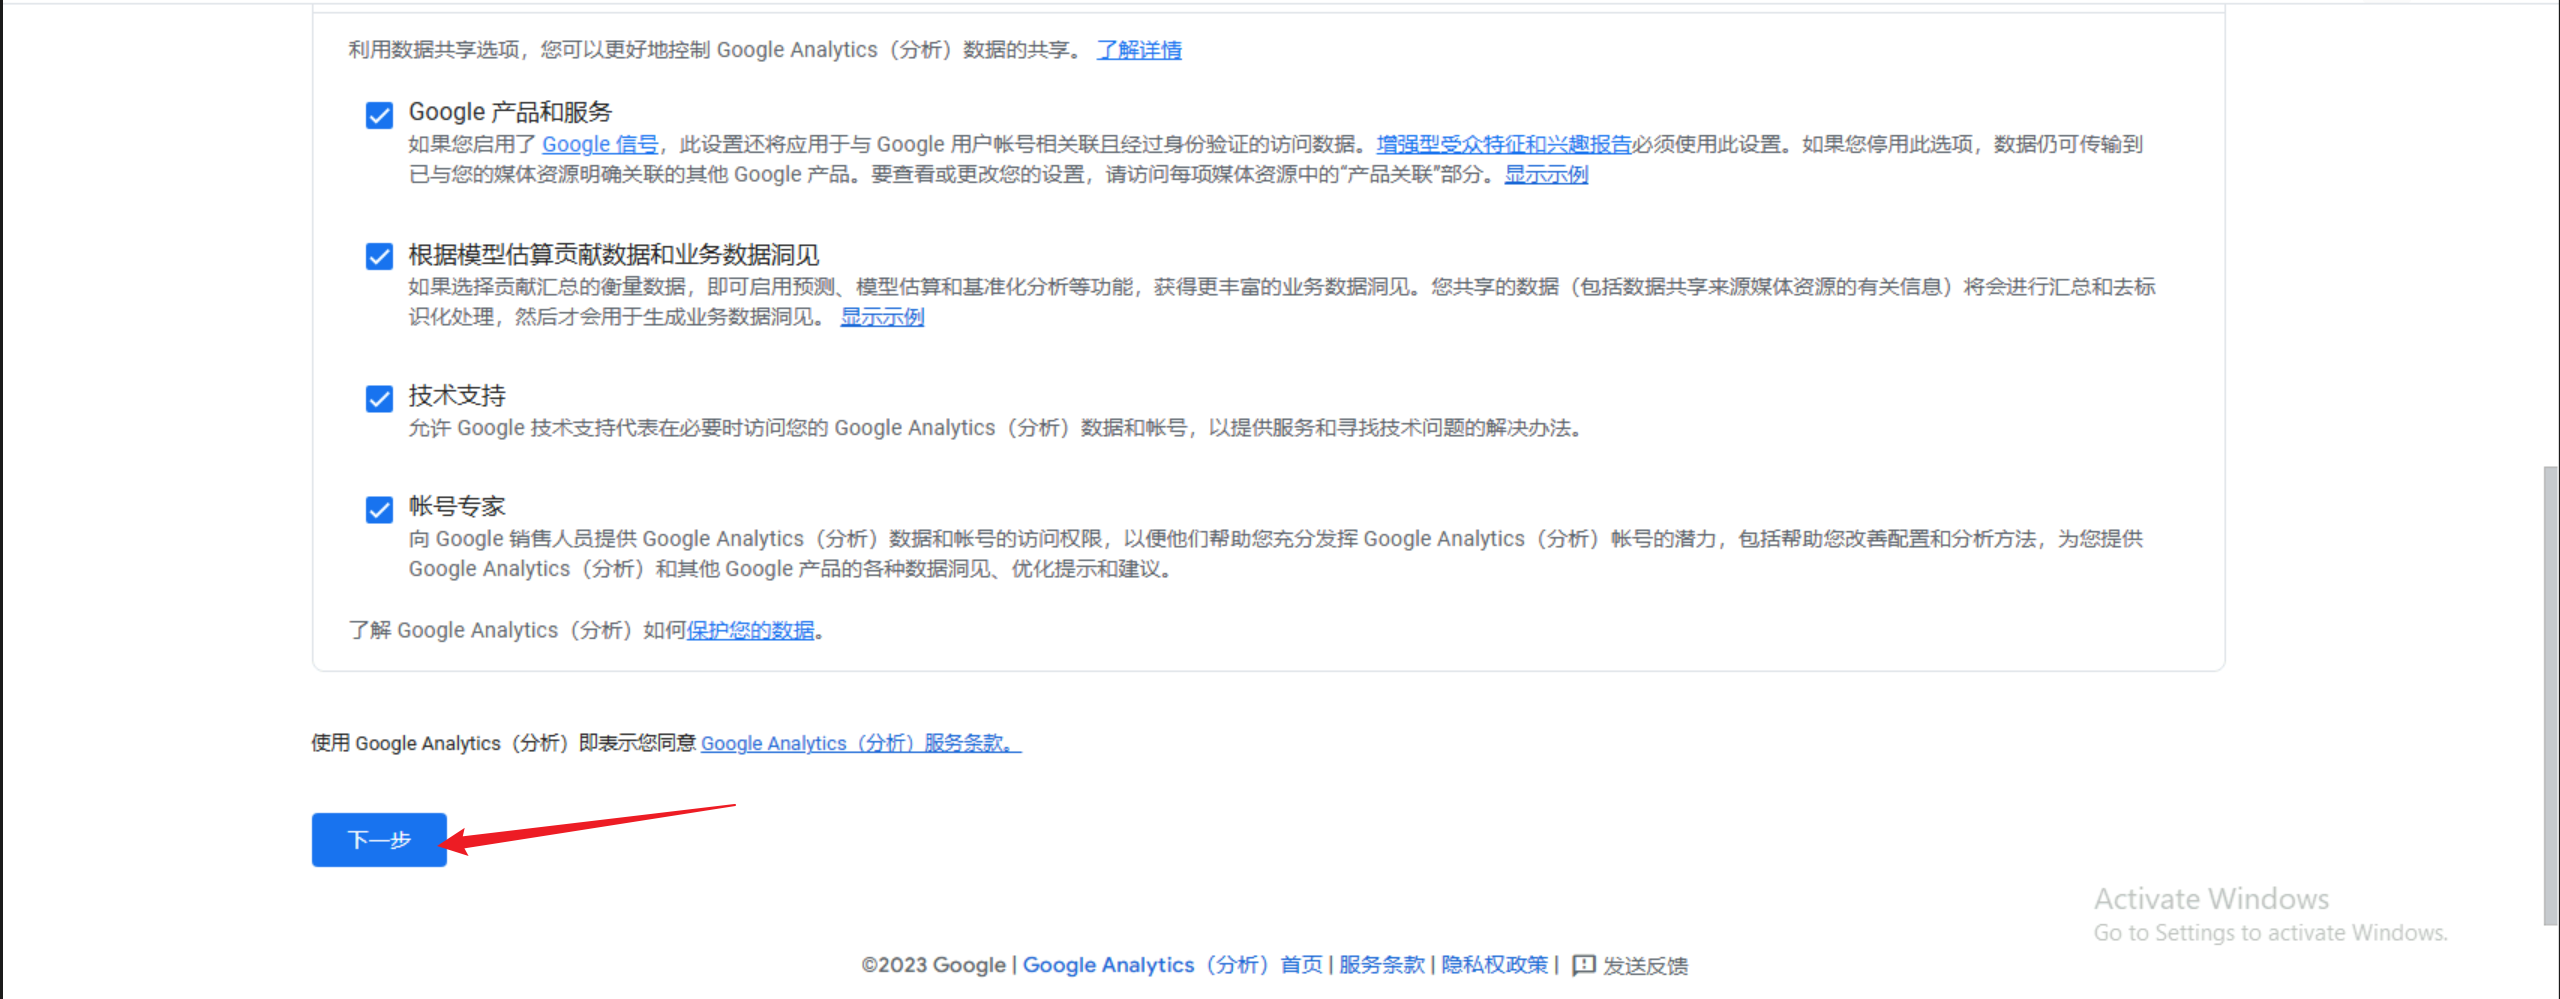 利用数据共享选项，您可以更好地控制 Google Analytics（分析）数据的共享。 了解详情
Google 产品和服务
如果您启用了 Google 信号，此设置还将应用于与 Google 用户帐号相关联且经过身份验证的访问数据。增强型受众特征和兴趣报告必须使用此设置。如果您停用此选项，数据仍可传输到
已与您的媒体资源明确关联的其他 Google 产品。要查看或更改您的设置，请访问每项媒体资源中的“产品关联”部分。显示示例
根据模型估算贡献数据和业务数据洞见
如果选择贡献汇总的衡量数据，即可启用预测、模型估算和基准化分析等功能，获得更丰富的业务数据洞见。您共享的数据（包括数据共享来源媒体资源的有关信息）将会进行汇总和去标
识化处理，然后才会用于生成业务数据洞见。 显示示例
技术支持
允许 Google 技术支持代表在必要时访问您的 Google Analytics（分析）数据和帐号，以提供服务和寻找技术问题的解决办法。
帐号专家
向 Google 销售人员提供 Google Analytics（分析）数据和帐号的访问权限，以便他们帮助您充分发挥 Google Analytics（分析）帐号的潜力，包括帮助您改善配置和分析方法，为您提供
Google Analytics（分析）和其他 Google 产品的各种数据洞见、优化提示和建议。
了解 Google Analytics（分析）如何保护您的数据。
使用 Google Analytics（分析）即表示您同意 Google Analytics（分析）服务条款。
下一步
Activate Windows
Go to Settings to activate Windows.
©2023 Google | Google Analytics（分析）首页 | 服务条款 | 隐私权政策 | 发送反馈